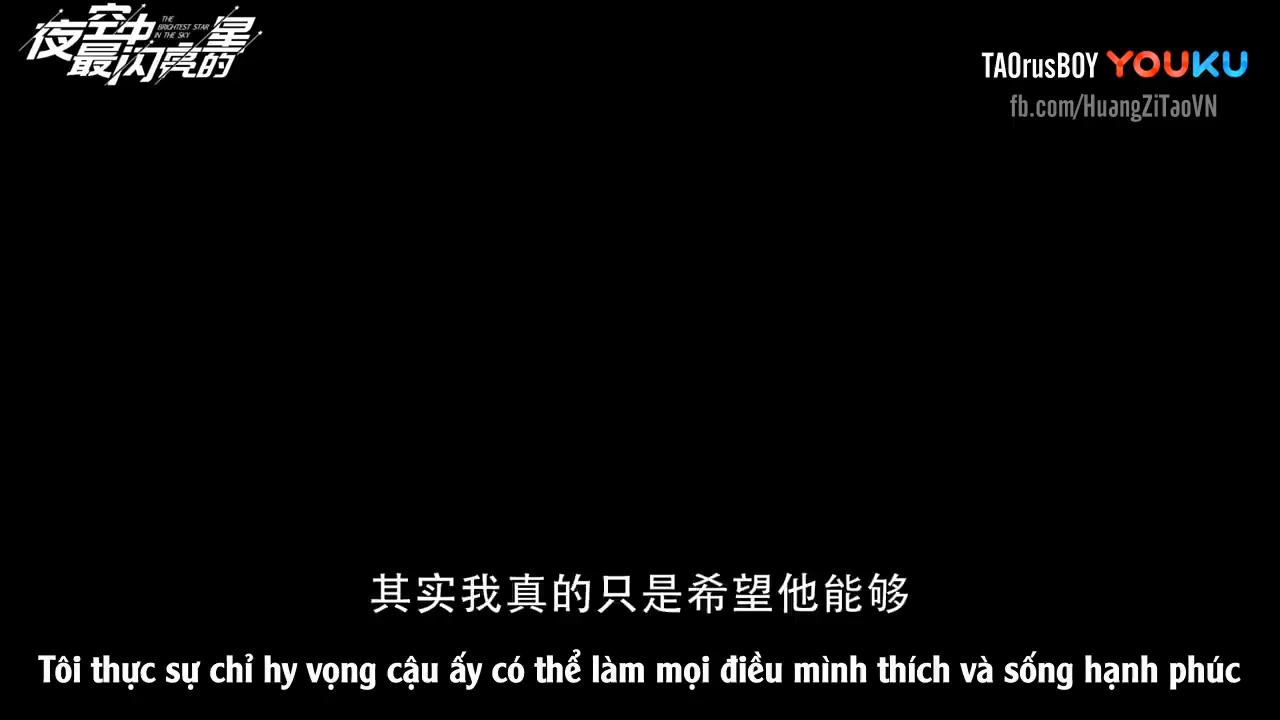 夜空中最闪亮的星
THE
BRIGHTEST STAR
IN THE SKY
TAOrusBOY YOUKU
fb.com/HuangZiTaoVN
其实我真的只是希望他能够
Tôi thực sự chỉ hy vọng cậu ấy có thể làm mọi điều mình thích và sống hạnh phúc